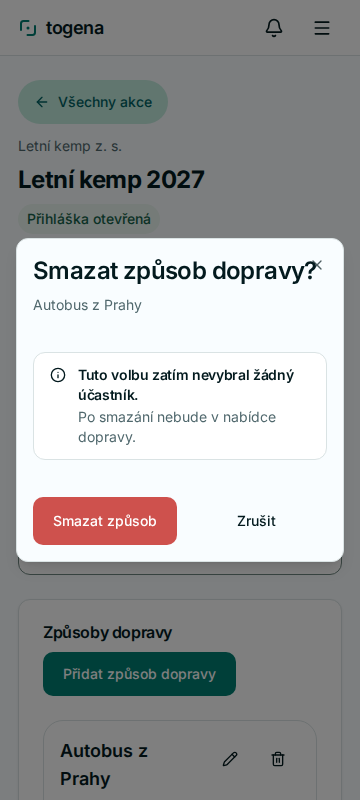 togena
Všechny akce
Letní kemp z. s.
Letní kemp 2027
Přihláška otevřená
Smazat způsob dopravy?
Autobus z Prahy
Tuto volbu zatím nevybral žádný
účastník.
Po smazání nebude v nabídce
dopravy.
Smazat způsob
Zrušit
Způsoby dopravy
Přidat způsob dopravy
Autobus z
Prahy